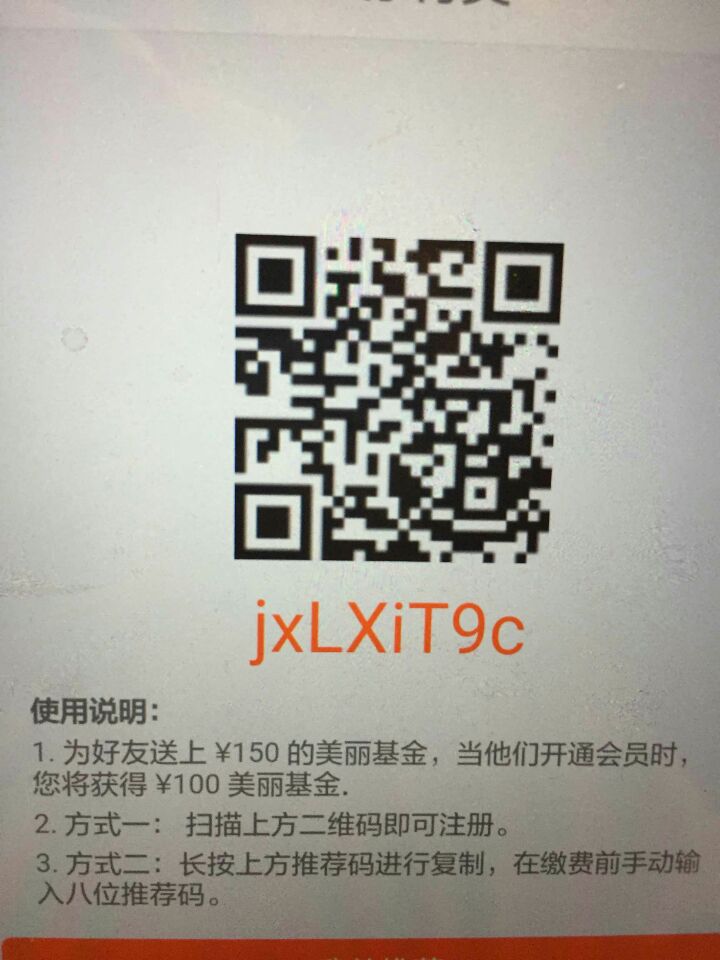 jxLXiT9c
使用说明：
1. 为好友送上 ¥150 的美丽基金，当他们开通会员时，
您将获得 ¥100 美丽基金.
2. 方式一： 扫描上方二维码即可注册。
3. 方式二：长按上方推荐码进行复制，在缴费前手动输
入八位推荐码。